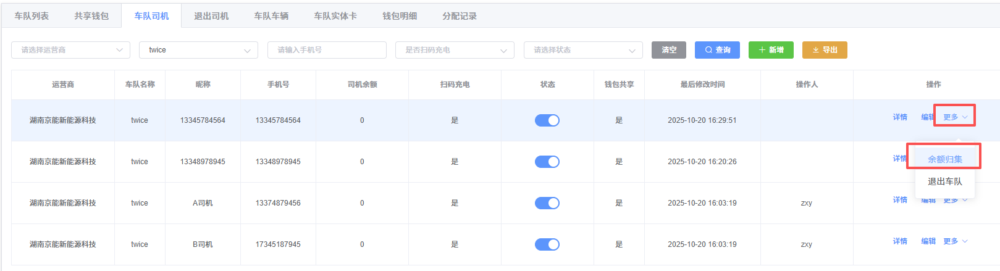 车队列表 共享钱包 车队司机 退出司机 车队车辆 车队实体卡 钱包明细 分配记录
请选择运营商 twice 请输入手机号 是否扫码充电 请选择状态 清空 查询 新增 导出
运营商 车队名称 昵称 手机号 司机余额 扫码充电 状态 钱包共享 最后修改时间 操作人 操作
湖南京能新能源科技 twice 13345784564 13345784564 0 是 是 2025-10-20 16:29:51 详情 编辑 更多
湖南京能新能源科技 twice 13348978945 13348978945 0 是 是 2025-10-20 16:20:26 详情
余额归集
退出车队
湖南京能新能源科技 twice A司机 13374879456 0 是 是 2025-10-20 16:03:19 zxy 详情 编辑 更多
湖南京能新能源科技 twice B司机 17345187945 0 是 是 2025-10-20 16:03:19 zxy 详情 编辑 更多